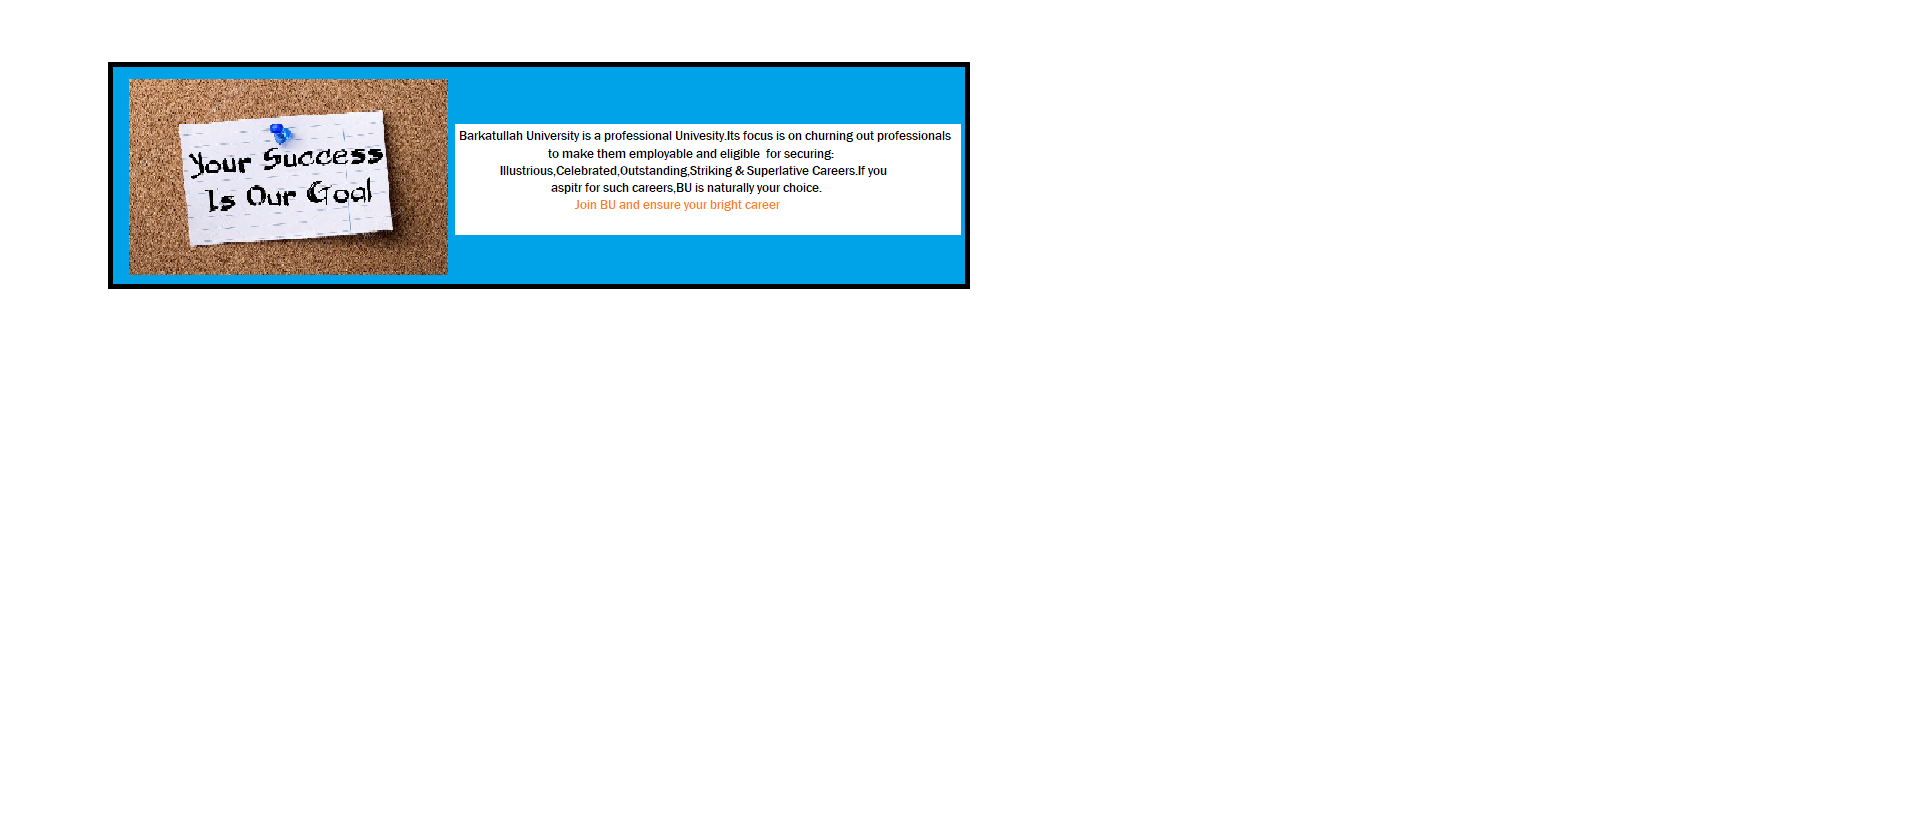 Your Success
Is Our Goal
Barkatullah University is a professional Univesity.Its focus is on churning out professionals
to make them employable and eligible  for securing:
Illustrious,Celebrated,Outstanding,Striking & Superlative Careers.If you
aspitr for such careers,BU is naturally your choice.
Join BU and ensure your bright career